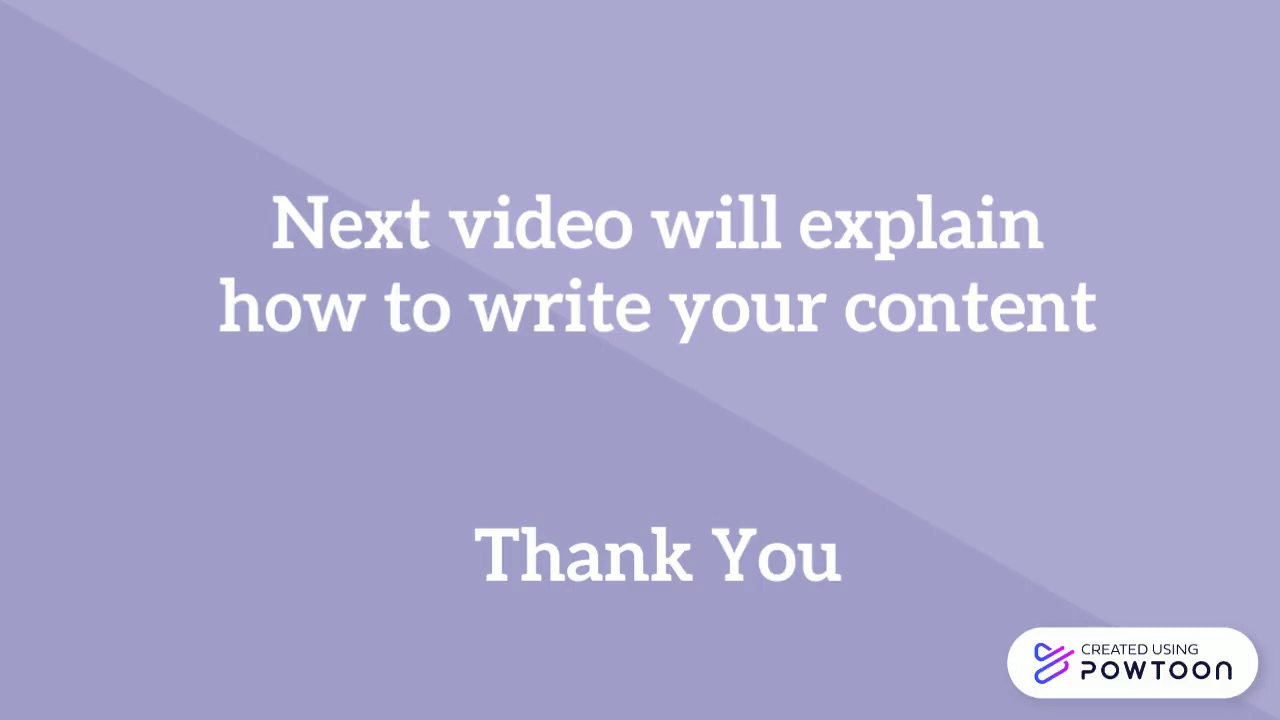 Next video will explain
how to write your content
Thank You
CREATED USING
POWTOON